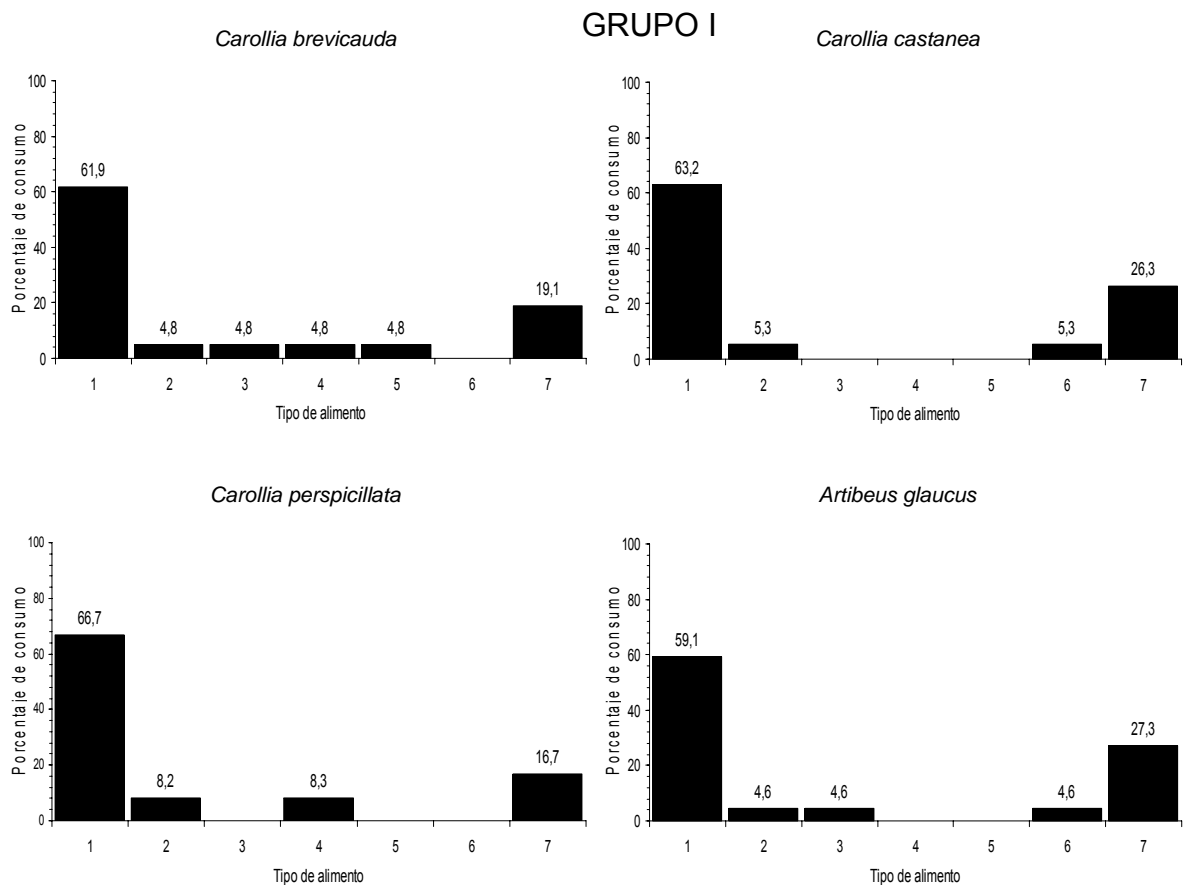 GRUPO I
Carollia brevicauda
Porcentaje de consumo
100
80
60
40
20
0
61,9
4,8
4,8
4,8
4,8
19,1
1 2 3 4 5 6 7
Tipo de alimento
Carollia castanea
Porcentaje de consumo
100
80
60
40
20
0
63,2
5,3
5,3
26,3
1 2 3 4 5 6 7
Tipo de alimento
Carollia perspicillata
Porcentaje de consumo
100
80
60
40
20
0
66,7
8,2
8,3
16,7
1 2 3 4 5 6 7
Tipo de alimento
Artibeus glaucus
Porcentaje de consumo
100
80
60
40
20
0
59,1
4,6
4,6
4,6
27,3
1 2 3 4 5 6 7
Tipo de alimento